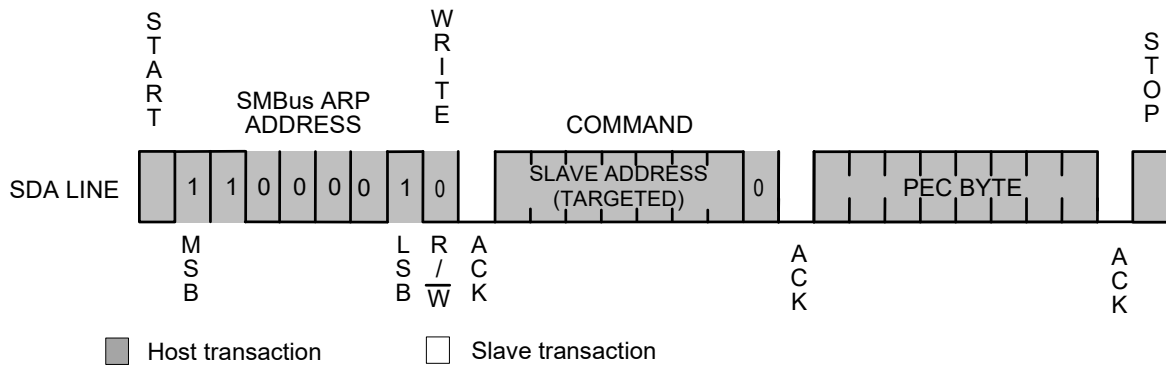 START
WRITE
STOP
SMBus ARP
ADDRESS
COMMAND
SDA LINE
1 1 0 0 0 0 1 0
SLAVE ADDRESS
(TARGETED)
0
PEC BYTE
MSB
LSB
R/W
ACK
ACK
ACK
Host transaction
Slave transaction